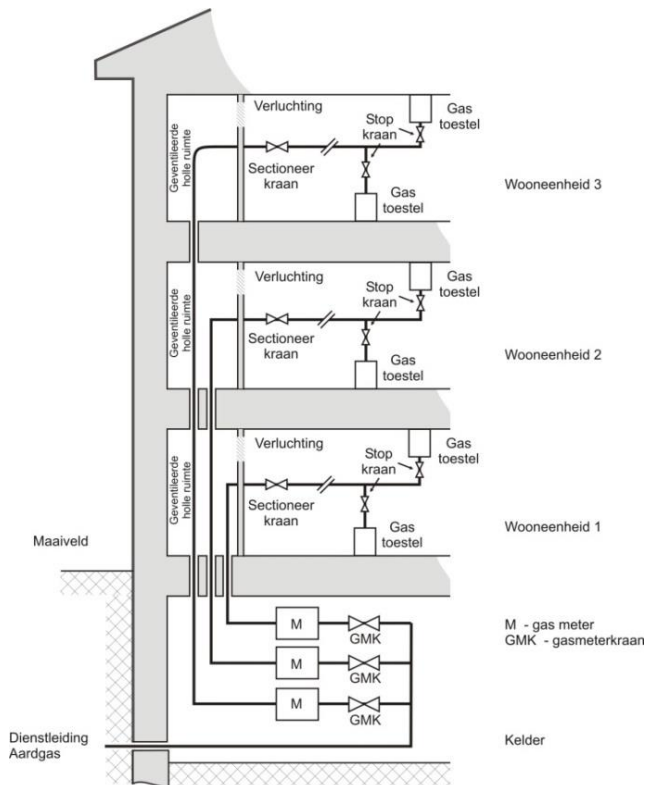 Verluchting
Gas
toestel
Stop
kraan
Geventileerde
holle ruimte
Sectioneer
kraan
Gas
toestel
Wooneenheid 3
Verluchting
Gas
toestel
Stop
kraan
Geventileerde
holle ruimte
Sectioneer
kraan
Gas
toestel
Wooneenheid 2
Verluchting
Gas
toestel
Stop
kraan
Geventileerde
holle ruimte
Sectioneer
kraan
Gas
toestel
Wooneenheid 1
Maaiveld
M
GMK
M - gas meter
GMK - gasmeterkraan
M
GMK
M
GMK
Dienstleiding
Aardgas
Kelder